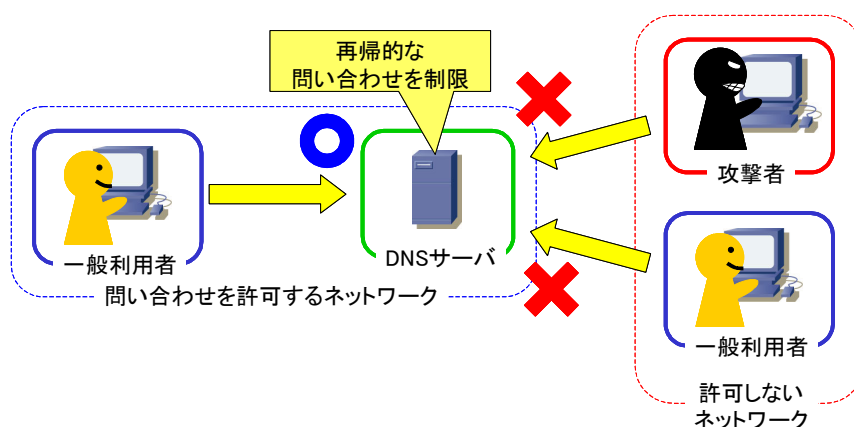 再帰的な
問い合わせを制限
一般利用者
DNSサーバ
問い合わせを許可するネットワーク
攻撃者
一般利用者
許可しない
ネットワーク